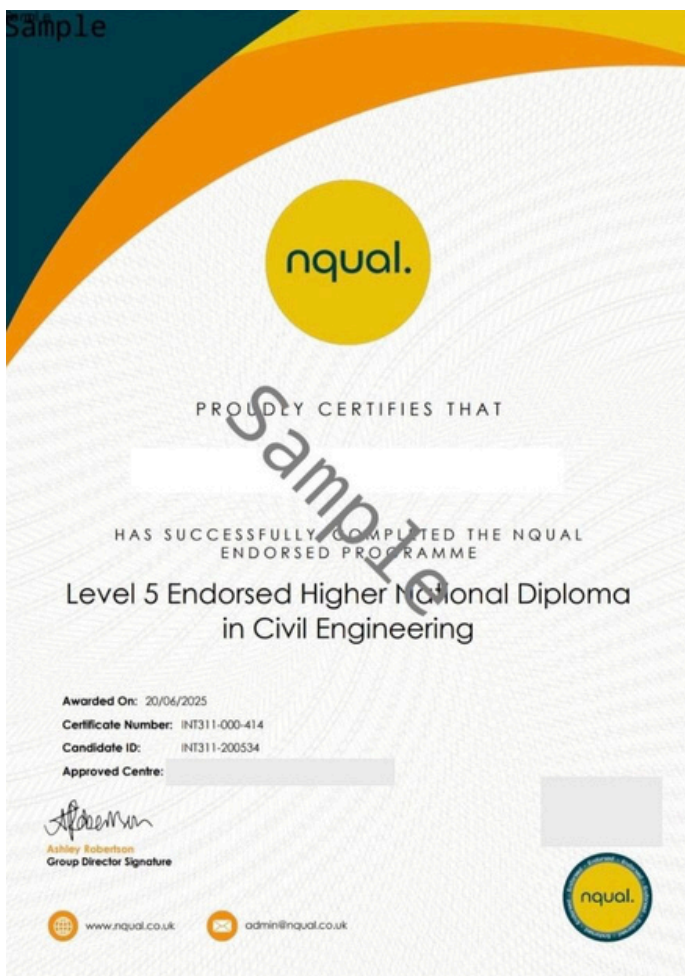 Sample
nqual.
PROUDLY CERTIFIES THAT
Sample
HAS SUCCESSFULLY COMPLETED THE NQUAL
ENDORSED PROGRAMME
Level 5 Endorsed Higher National Diploma
in Civil Engineering
Awarded On: 20/06/2025
Certificate Number: INT311-000-414
Candidate ID: INT311-200534
Approved Centre:
Ashley Robertson
Group Director Signature
nqual.
www.nqual.co.uk
admin@nqual.co.uk